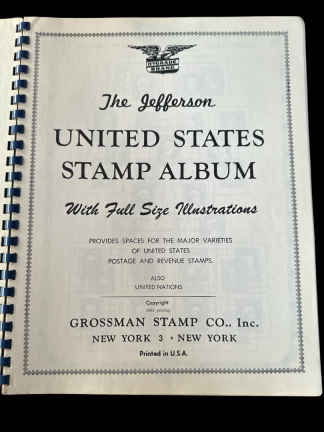 HYGRADE
BRAND
The Jefferson
UNITED STATES
STAMP ALBUM
With Full Size Illustrations
PROVIDES SPACES FOR THE MAJOR VARIETIES
OF UNITED STATES
POSTAGE AND REVENUE STAMPS.
ALSO
UNITED NATIONS
Copyright
GROSSMAN STAMP CO., Inc.
NEW YORK 3 • NEW YORK
Printed in U.S.A.